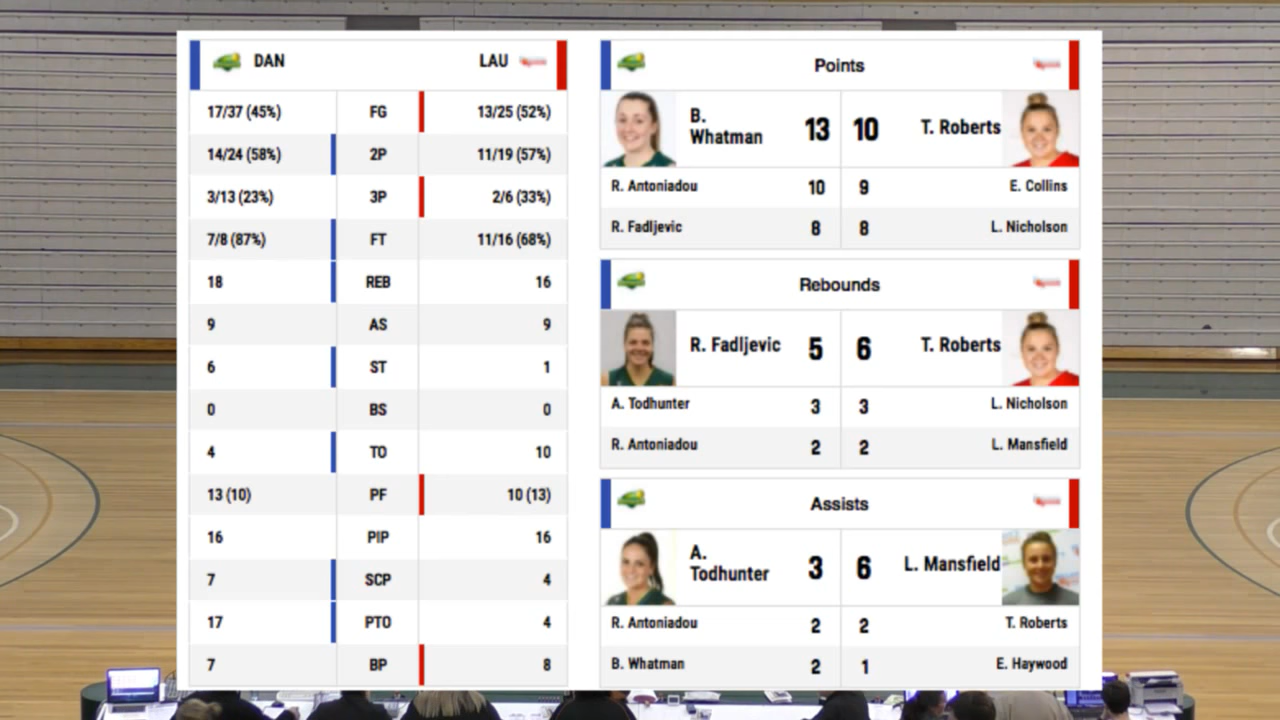 DAN LAU
17/37 (45%) FG 13/25 (52%)
14/24 (58%) 2P 11/19 (57%)
3/13 (23%) 3P 2/6 (33%)
7/8 (87%) FT 11/16 (68%)
18 REB 16
9 AS 9
6 ST 1
0 BS 0
4 TO 10
13 (10) PF 10 (13)
16 PIP 16
7 SCP 4
17 PTO 4
7 BP 8
Points
B.
Whatman 13 10 T. Roberts
R. Antoniadou 10 9 E. Collins
R. Fadljevic 8 8 L. Nicholson
Rebounds
R. Fadljevic 5 6 T. Roberts
A. Todhunter 3 3 L. Nicholson
R. Antoniadou 2 2 L. Mansfield
Assists
A.
Todhunter 3 6 L. Mansfield
R. Antoniadou 2 2 T. Roberts
B. Whatman 2 1 E. Haywood